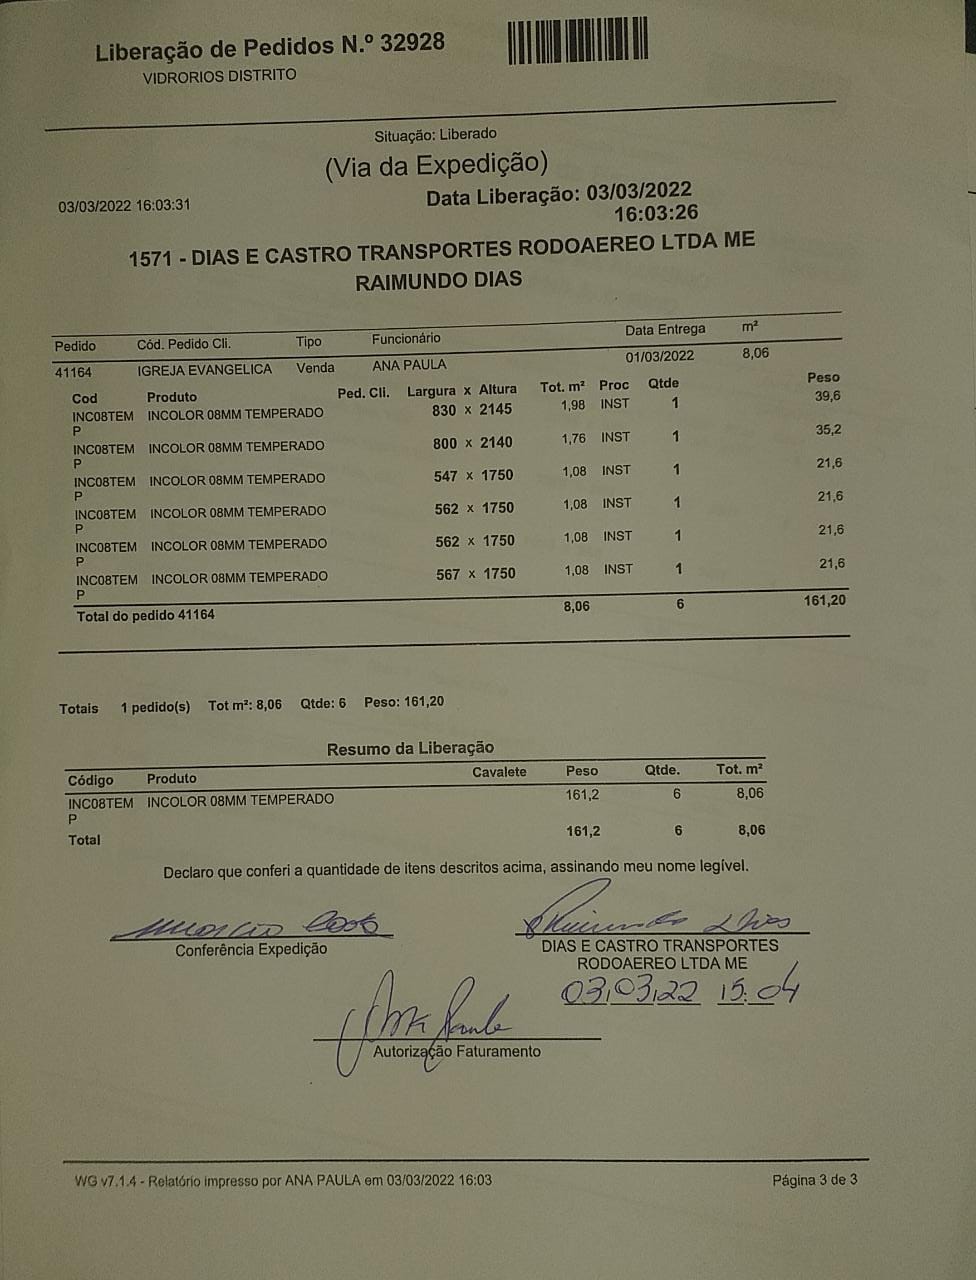 Liberação de Pedidos N.º 32928
VIDRORIOS DISTRITO
Situação: Liberado
(Via da Expedição)
03/03/2022 16:03:31
Data Liberação: 03/03/2022
16:03:26
1571 - DIAS E CASTRO TRANSPORTES RODOAEREO LTDA ME
RAIMUNDO DIAS
Pedido Cód. Pedido Cli. Tipo Funcionário Data Entrega m²
41164 IGREJA EVANGELICA Venda ANA PAULA 01/03/2022 8,06
Cod Produto Ped. Cli. Largura x Altura Tot. m² Proc Qtde Peso
INC08TEM INCOLOR 08MM TEMPERADO 830 x 2145 1,98 INST 1 39,6
P
INC08TEM INCOLOR 08MM TEMPERADO 800 x 2140 1,76 INST 1 35,2
P
INC08TEM INCOLOR 08MM TEMPERADO 547 x 1750 1,08 INST 1 21,6
P
INC08TEM INCOLOR 08MM TEMPERADO 562 x 1750 1,08 INST 1 21,6
P
INC08TEM INCOLOR 08MM TEMPERADO 562 x 1750 1,08 INST 1 21,6
P
INC08TEM INCOLOR 08MM TEMPERADO 567 x 1750 1,08 INST 1 21,6
P
Total do pedido 41164 8,06 6 161,20
Totais 1 pedido(s) Tot m²: 8,06 Qtde: 6 Peso: 161,20
Resumo da Liberação
Código Produto Cavalete Peso Qtde. Tot. m²
INC08TEM INCOLOR 08MM TEMPERADO 161,2 6 8,06
P
Total 161,2 6 8,06
Declaro que conferi a quantidade de itens descritos acima, assinando meu nome legível.
Raimundo Dias
Conferência Expedição
DIAS E CASTRO TRANSPORTES
RODOAEREO LTDA ME
03,03,22 15:04
Ana Paula
Autorização Faturamento
WG v7.1.4 - Relatório impresso por ANA PAULA em 03/03/2022 16:03
Página 3 de 3